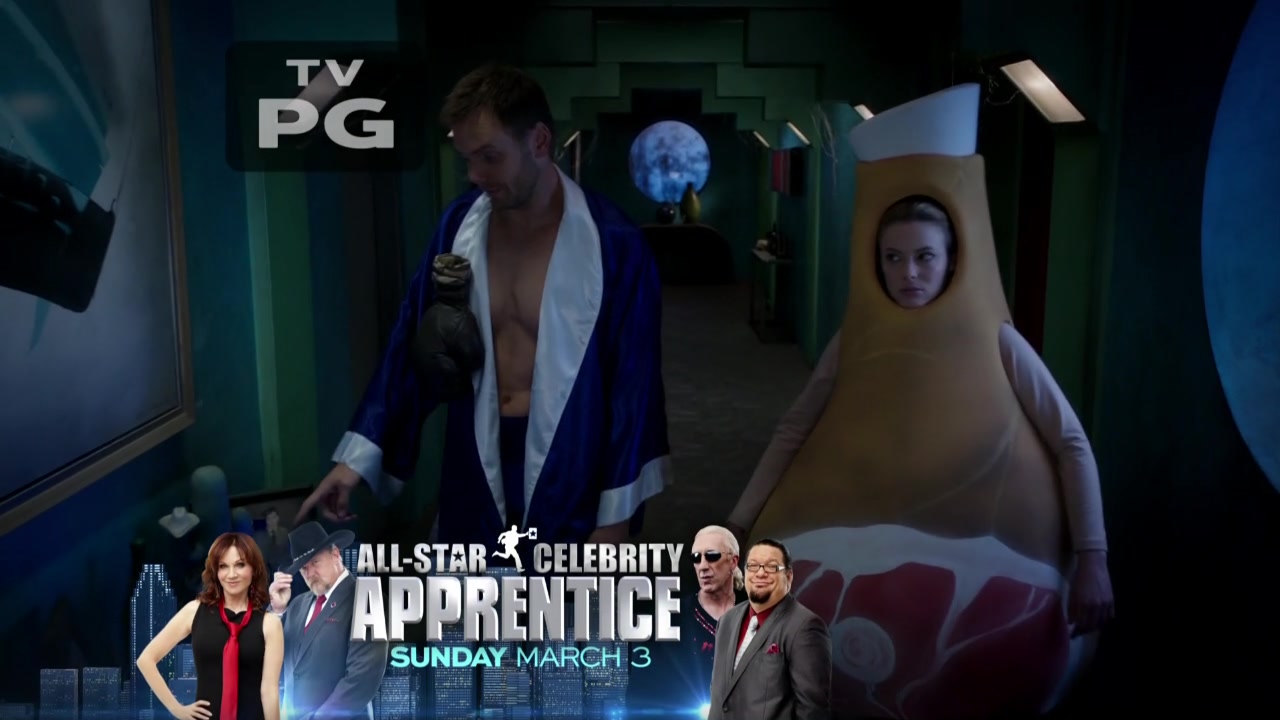 TV
PG
ALL-STAR CELEBRITY
APPRENTICE
SUNDAY MARCH 3